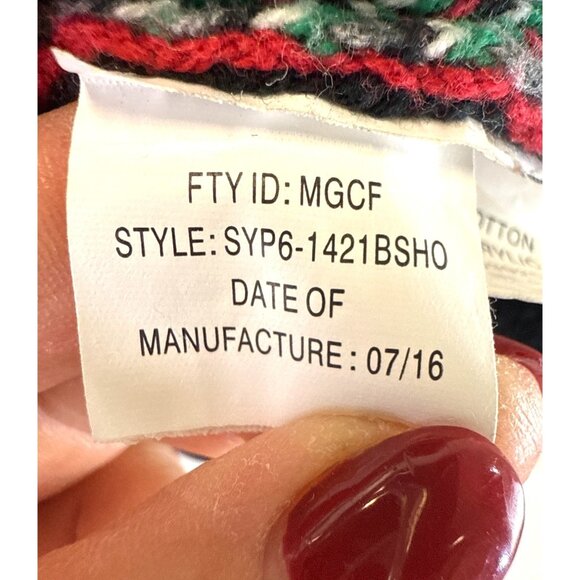 FTY ID: MGCF
STYLE: SYP6-1421BSHO
DATE OF
MANUFACTURE: 07/16
OTTON